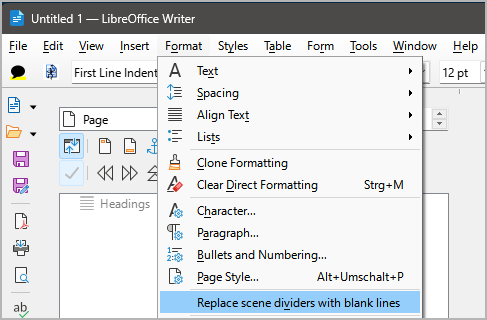 Untitled 1 — LibreOffice Writer
File Edit View Insert Format Styles Table Form Tools Window Help
First Line Indent 12 pt
Text
Page
Spacing
Align Text
Lists
Clone Formatting
Clear Direct Formatting Strg+M
Headings
Character...
Paragraph...
Bullets and Numbering...
Page Style... Alt+Umschalt+P
Replace scene dividers with blank lines
ab